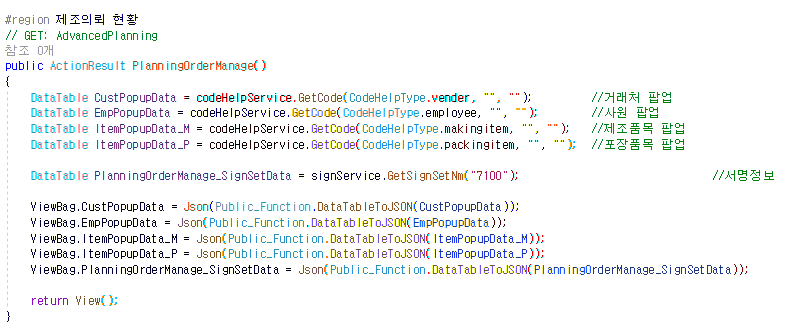 #region 제조의뢰 현황
// GET: AdvancedPlanning
참조 0개
public ActionResult PlanningOrderManage()
{
DataTable CustPopupData = codeHelpService.GetCode(CodeHelpType.vender, "", ""); //거래처 팝업
DataTable EmpPopupData = codeHelpService.GetCode(CodeHelpType.employee, "", ""); //사원 팝업
DataTable ItemPopupData_M = codeHelpService.GetCode(CodeHelpType.makingitem, "", ""); //제조품목 팝업
DataTable ItemPopupData_P = codeHelpService.GetCode(CodeHelpType.packingitem, "", ""); //포장품목 팝업
DataTable PlanningOrderManage_SignSetData = signService.GetSignSetNm("7100"); //서명정보
ViewBag.CustPopupData = Json(Public_Function.DataTableToJSON(CustPopupData));
ViewBag.EmpPopupData = Json(Public_Function.DataTableToJSON(EmpPopupData));
ViewBag.ItemPopupData_M = Json(Public_Function.DataTableToJSON(ItemPopupData_M));
ViewBag.ItemPopupData_P = Json(Public_Function.DataTableToJSON(ItemPopupData_P));
ViewBag.PlanningOrderManage_SignSetData = Json(Public_Function.DataTableToJSON(PlanningOrderManage_SignSetData));
return View();
}